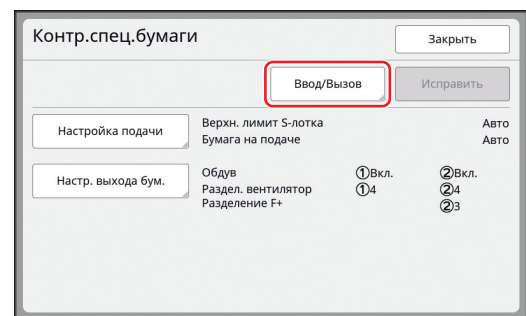 Контр.спец.бумаги Закрыть
Ввод/Вызов Исправить
Настройка подачи Верхн. лимит S-лотка Авто
Бумага на подаче Авто
Настр. выхода бум. Обдув ①Вкл. ②Вкл.
Раздел. вентилятор ①4 ②4
Разделение F+ ②3